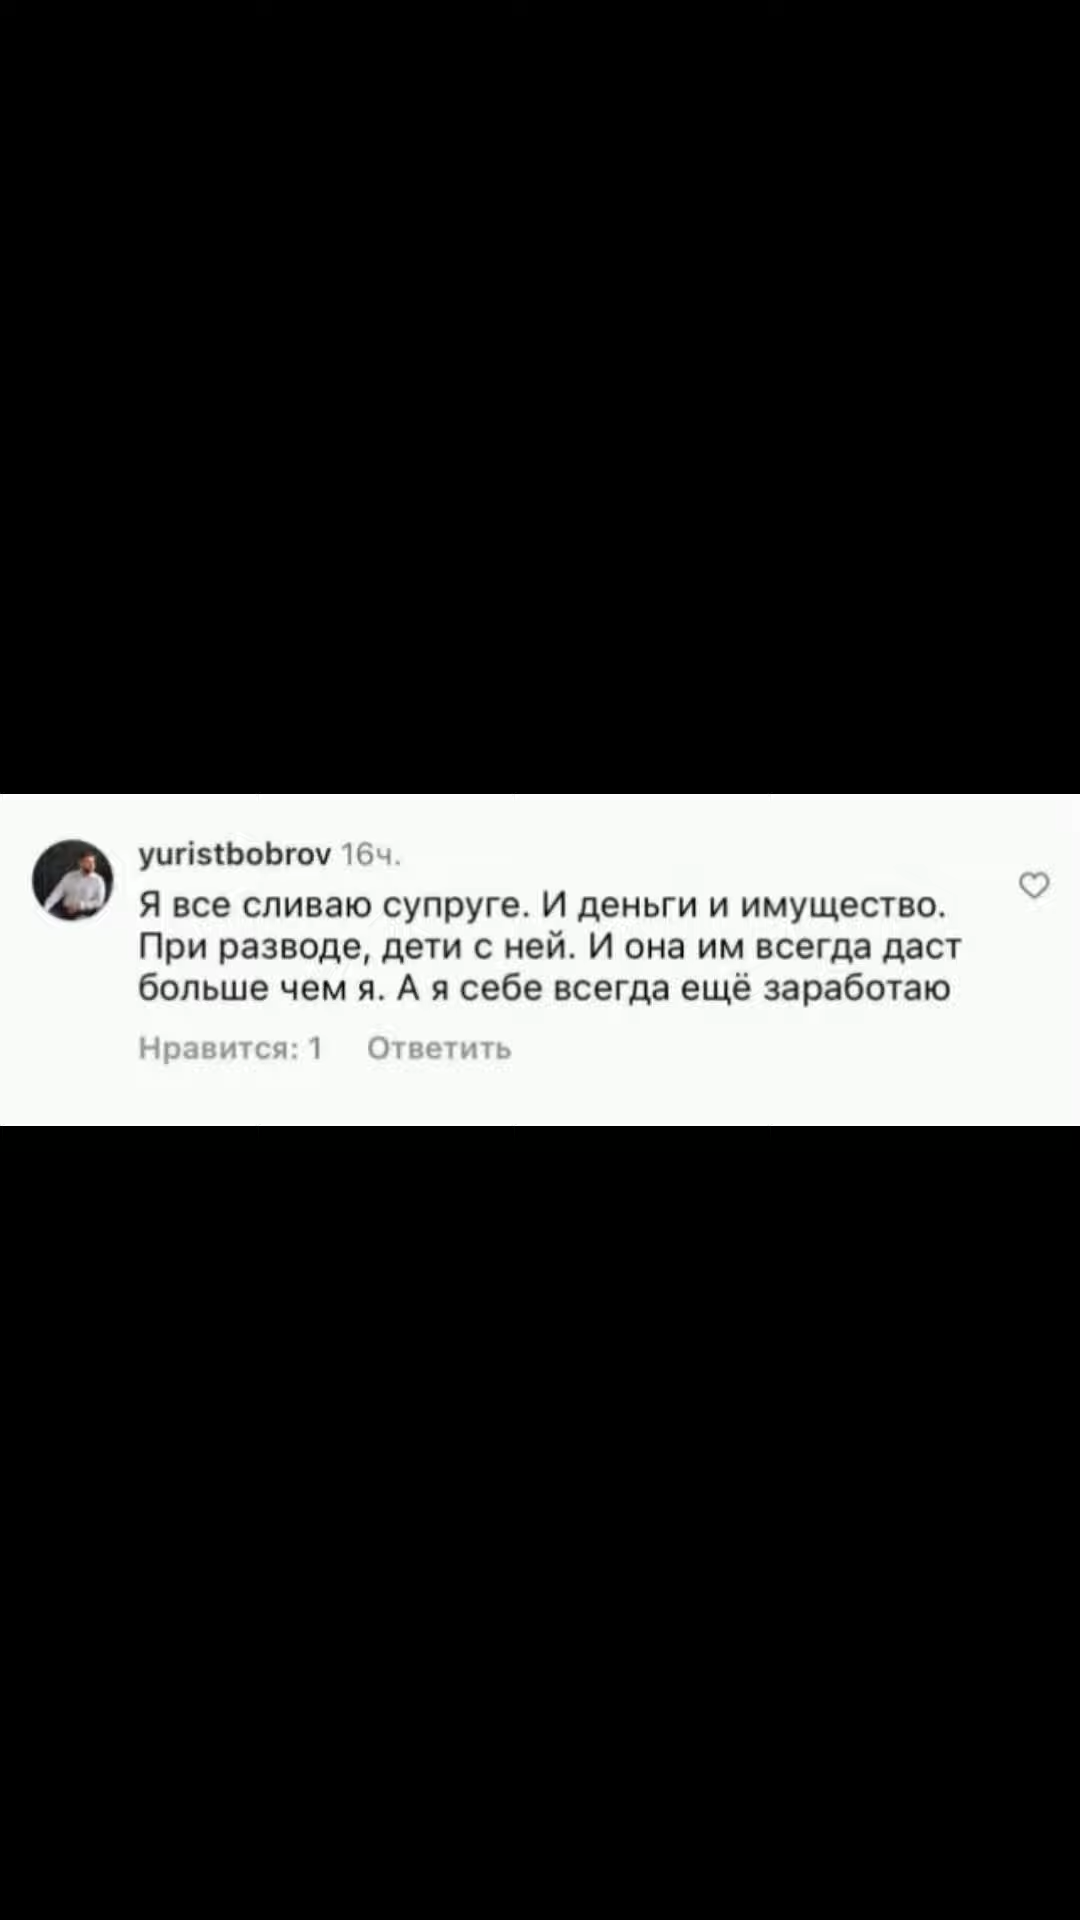 yuristbobrov 16ч.
Я все сливаю супруге. И деньги и имущество.
При разводе, дети с ней. И она им всегда даст
больше чем я. А я себе всегда ещё заработаю
Нравится: 1 Ответить